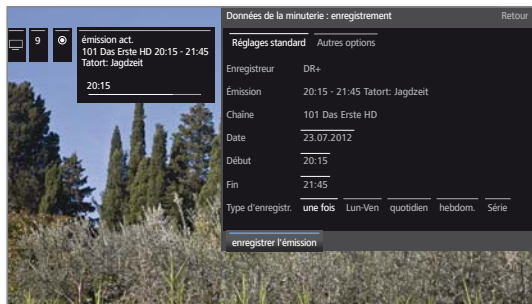 9
émission act.
101 Das Erste HD 20:15 - 21:45
Tatort: Jagdzeit
20:15
Données de la minuterie : enregistrement Retour
Réglages standard Autres options
Enregistreur DR+
Émission 20:15 - 21:45 Tatort: Jagdzeit
Chaîne 101 Das Erste HD
Date 23.07.2012
Début 20:15
Fin 21:45
Type d'enregistr. une fois Lun-Ven quotidien hebdom. Série
enregistrer l'émission